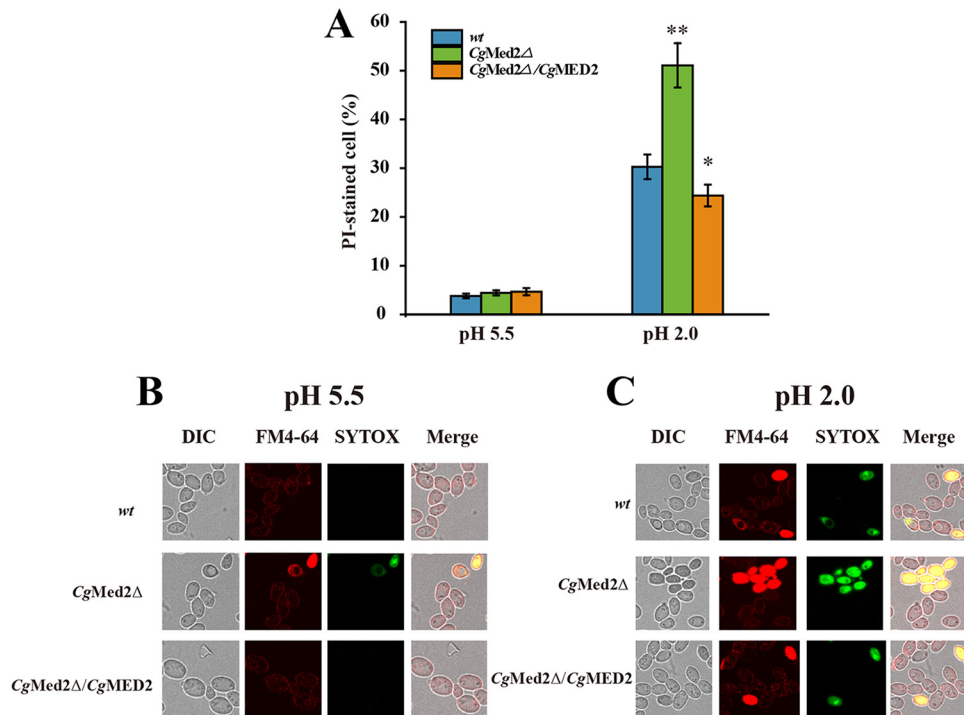 A
60
50
40
30
20
10
0
PI-stained cell (%)
wt
CgMed2Δ
CgMed2Δ/CgMED2
**
*
pH 5.5
pH 2.0
B
pH 5.5
DIC FM4-64 SYTOX Merge
wt
CgMed2Δ
CgMed2Δ/CgMED2
C
pH 2.0
DIC FM4-64 SYTOX Merge
wt
CgMed2Δ
CgMed2Δ/CgMED2